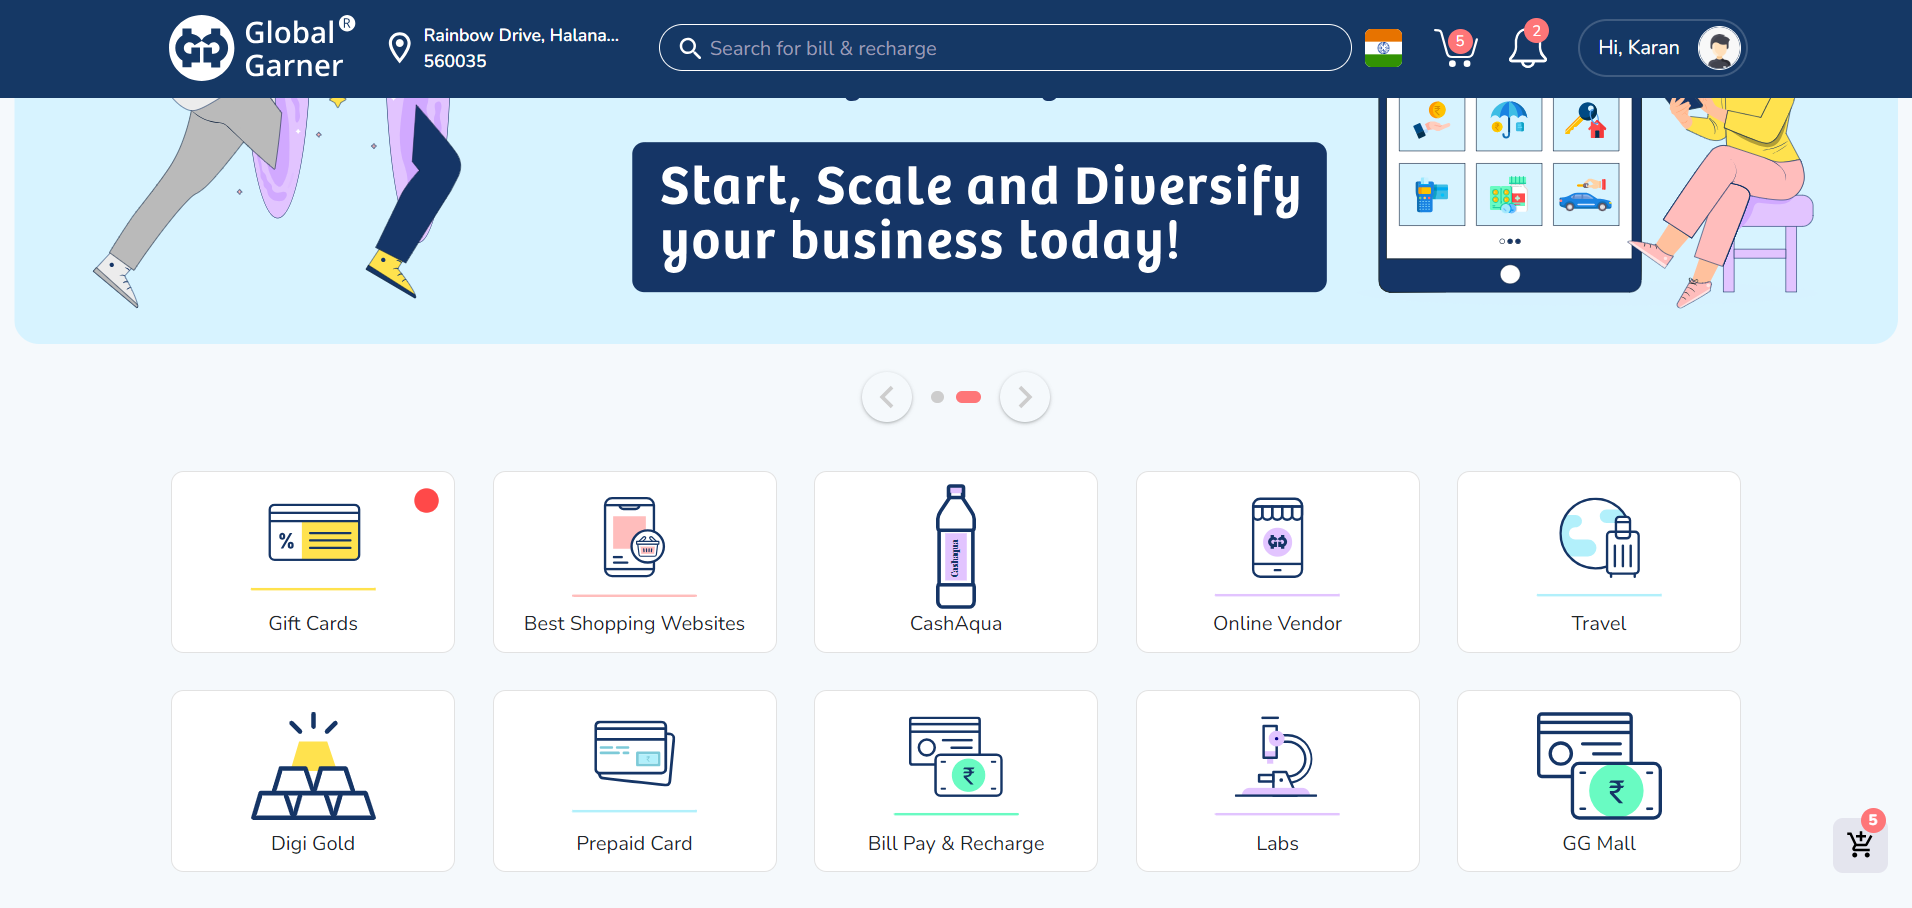 Global
Garner
R
Rainbow Drive, Halana...
560035
Search for bill & recharge
5
2
Hi, Karan
Start, Scale and Diversify
your business today!
%
Gift Cards
Best Shopping Websites
Cashaqua
CashAqua
GG
Online Vendor
Travel
Digi Gold
₹
Prepaid Card
₹
Bill Pay & Recharge
Labs
₹
GG Mall
5